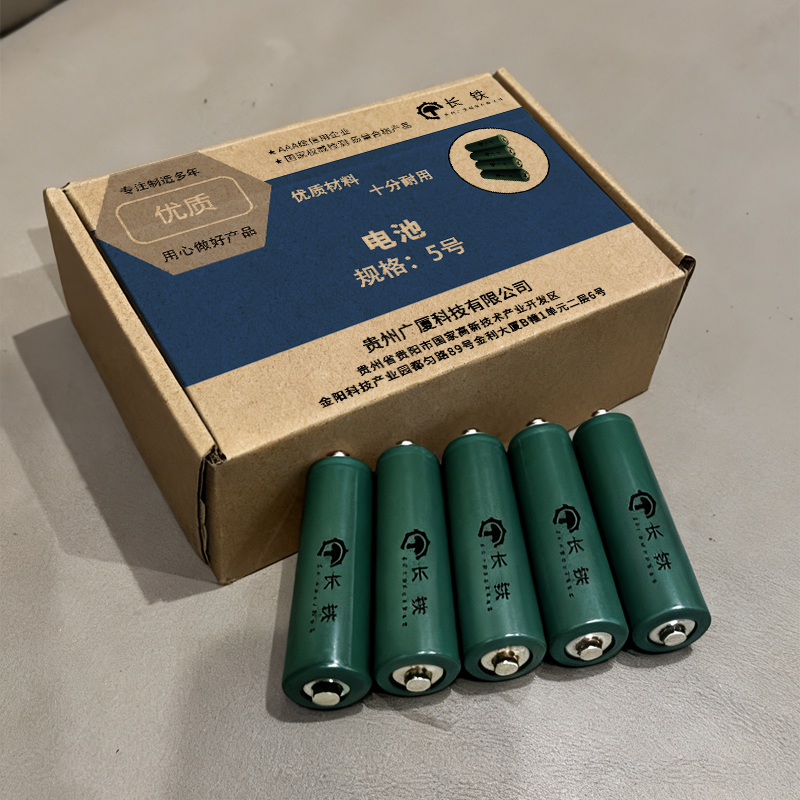 长铁
★ AAA级信用企业
★ 国家权威检测 质量合格产品
专注制造多年
优质
用心做好产品
优质材料 十分耐用
电池
规格：5号
贵州广厦科技有限公司
贵州省贵阳市国家高新技术产业开发区
金阳科技产业园都匀路89号金利大厦B幢1单元二层6号
长铁
长铁
长铁
长铁
长铁